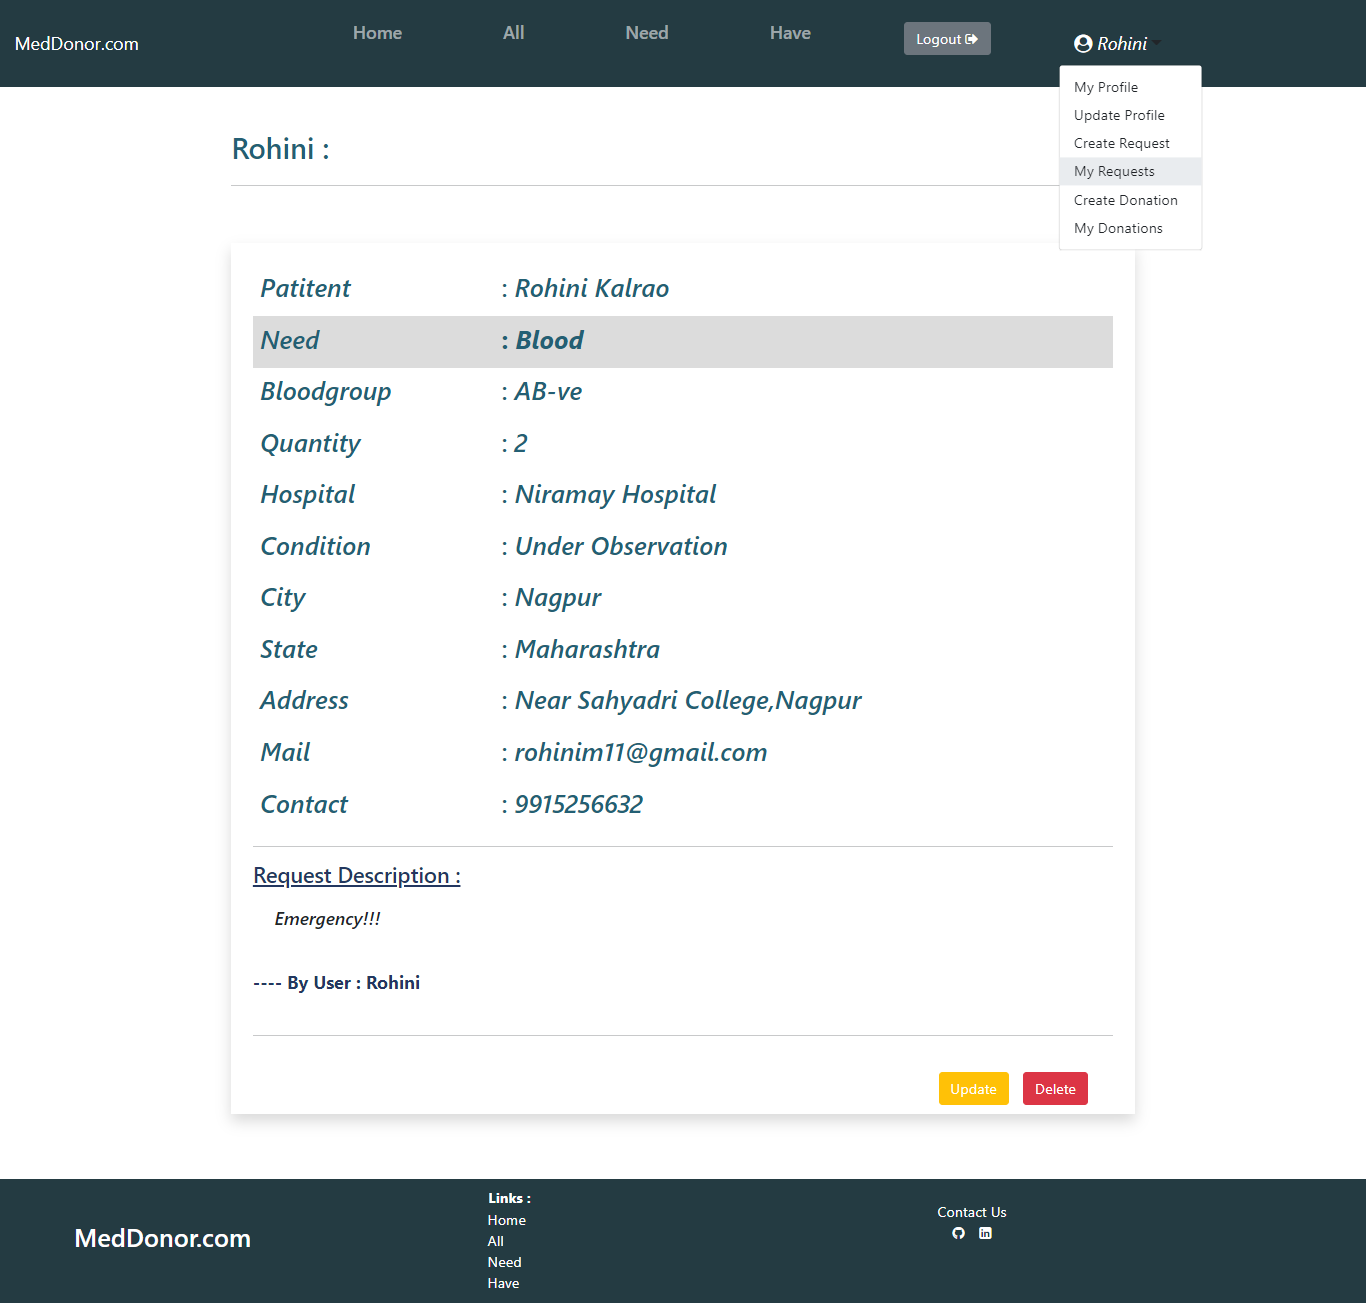 MedDonor.com Home All Need Have Logout Rohini
My Profile
Update Profile
Create Request
My Requests
Create Donation
My Donations
Rohini :
Patitent : Rohini Kalrao
Need : Blood
Bloodgroup : AB-ve
Quantity : 2
Hospital : Niramay Hospital
Condition : Under Observation
City : Nagpur
State : Maharashtra
Address : Near Sahyadri College,Nagpur
Mail : rohinim11@gmail.com
Contact : 9915256632
Request Description :
Emergency!!!
---- By User : Rohini
Update Delete
MedDonor.com
Links :
Home
All
Need
Have
Contact Us